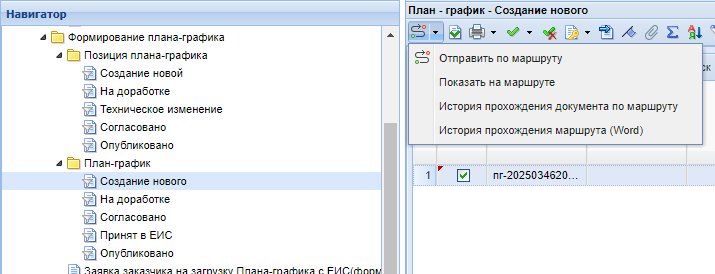 Навигатор
Формирование плана-графика
Позиция плана-графика
Создание новой
На доработке
Техническое изменение
Согласовано
Опубликовано
План-график
Создание нового
На доработке
Согласовано
Принят в ЕИС
Опубликовано
Заявка заказчика на загрузку Плана-графика с ЕИС(форм
План - график - Создание нового
Отправить по маршруту
Показать на маршруте
История прохождения документа по маршруту
История прохождения маршрута (Word)
ск
1 пг-2025034620...